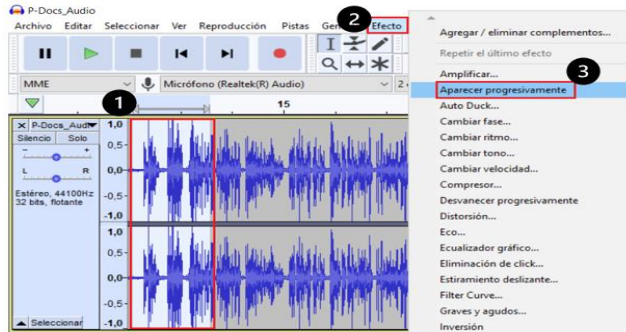 P-Docs_Audio
Archivo Editar Seleccionar Ver Reproducción Pistas Efecto
2
MME Micrófono (Realtek(R) Audio) 2
1
15
P-Docs_Aud
Silencio Solo
- +
L R
Estéreo, 44100Hz
32 bits, flotante
Seleccionar
1,0
0,5
0,0
-0,5
-1,0
1,0
0,5
0,0
-0,5
-1,0
Agregar / eliminar complementos...
Repetir el último efecto
Amplificar...
3
Aparecer progresivamente
Auto Duck...
Cambiar fase...
Cambiar ritmo...
Cambiar tono...
Cambiar velocidad...
Compresor...
Desvanecer progresivamente
Distorsión...
Eco...
Ecualizador gráfico...
Eliminación de click...
Estiramiento deslizante...
Filter Curve...
Graves y agudos...
Inversión